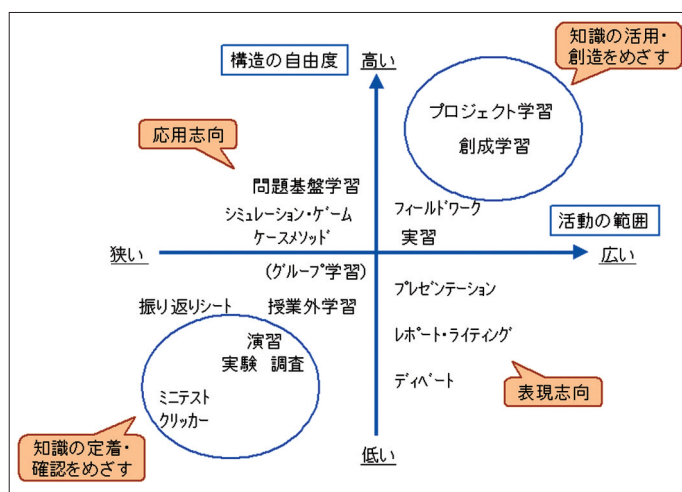 構造の自由度
高い
知識の活用・
創造をめざす
プロジェクト学習
創成学習
応用志向
問題基盤学習
シミュレーション・ゲーム
ケースメソッド
フィールドワーク
実習
活動の範囲
狭い
広い
(グループ学習)
プレゼンテーション
振り返りシート
授業外学習
演習
実験 調査
レポート・ライティング
ミニテスト
クリッカー
ディベート
表現志向
知識の定着・
確認をめざす
低い